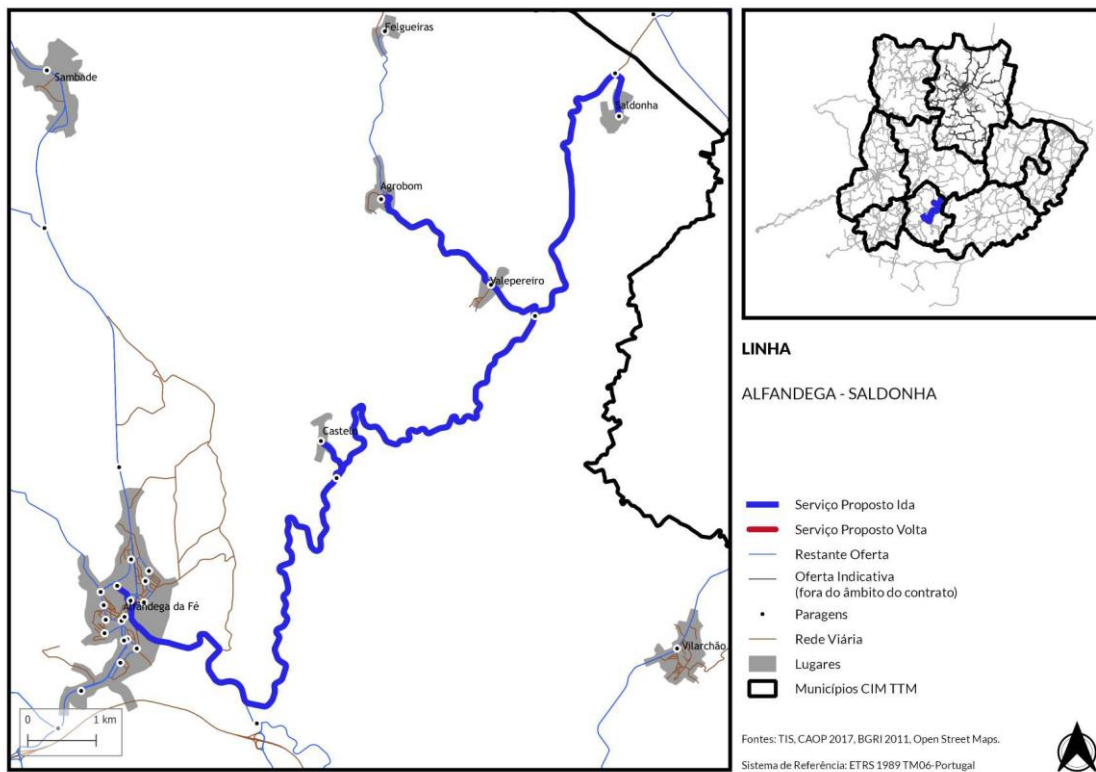 Felgueiras
Sambade
Saldonha
Agrobom
Valepereiro
Castelo
Alfandega da Fé
Vilarchão
0 1 km
LINHA
ALFANDEGA - SALDONHA
Serviço Proposto Ida
Serviço Proposto Volta
Restante Oferta
Oferta Indicativa
(fora do âmbito do contrato)
Paragens
Rede Viária
Lugares
Municípios CIM TTM
Fontes: TIS, CAOP 2017, BGRI 2011, Open Street Maps.
Sistema de Referência: ETRS 1989 TM06-Portugal